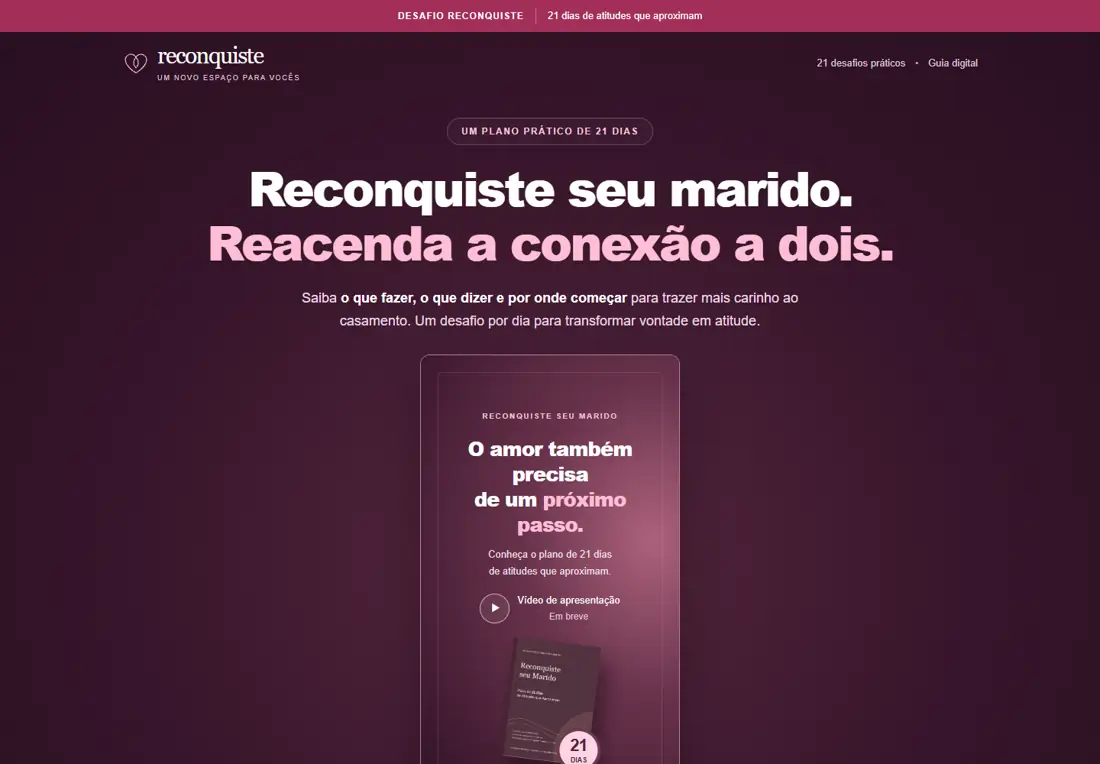 DESAFIO RECONQUISTE
21 dias de atitudes que aproximam
reconquiste
UM NOVO ESPAÇO PARA VOCÊS
21 desafios práticos • Guia digital
UM PLANO PRÁTICO DE 21 DIAS
Reconquiste seu marido.
Reacenda a conexão a dois.
Saiba o que fazer, o que dizer e por onde começar para trazer mais carinho ao
casamento. Um desafio por dia para transformar vontade em atitude.
RECONQUISTE SEU MARIDO
O amor também
precisa
de um próximo
passo.
Conheça o plano de 21 dias
de atitudes que aproximam.
Vídeo de apresentação
Em breve
Reconquiste
seu Marido
21
DIAS